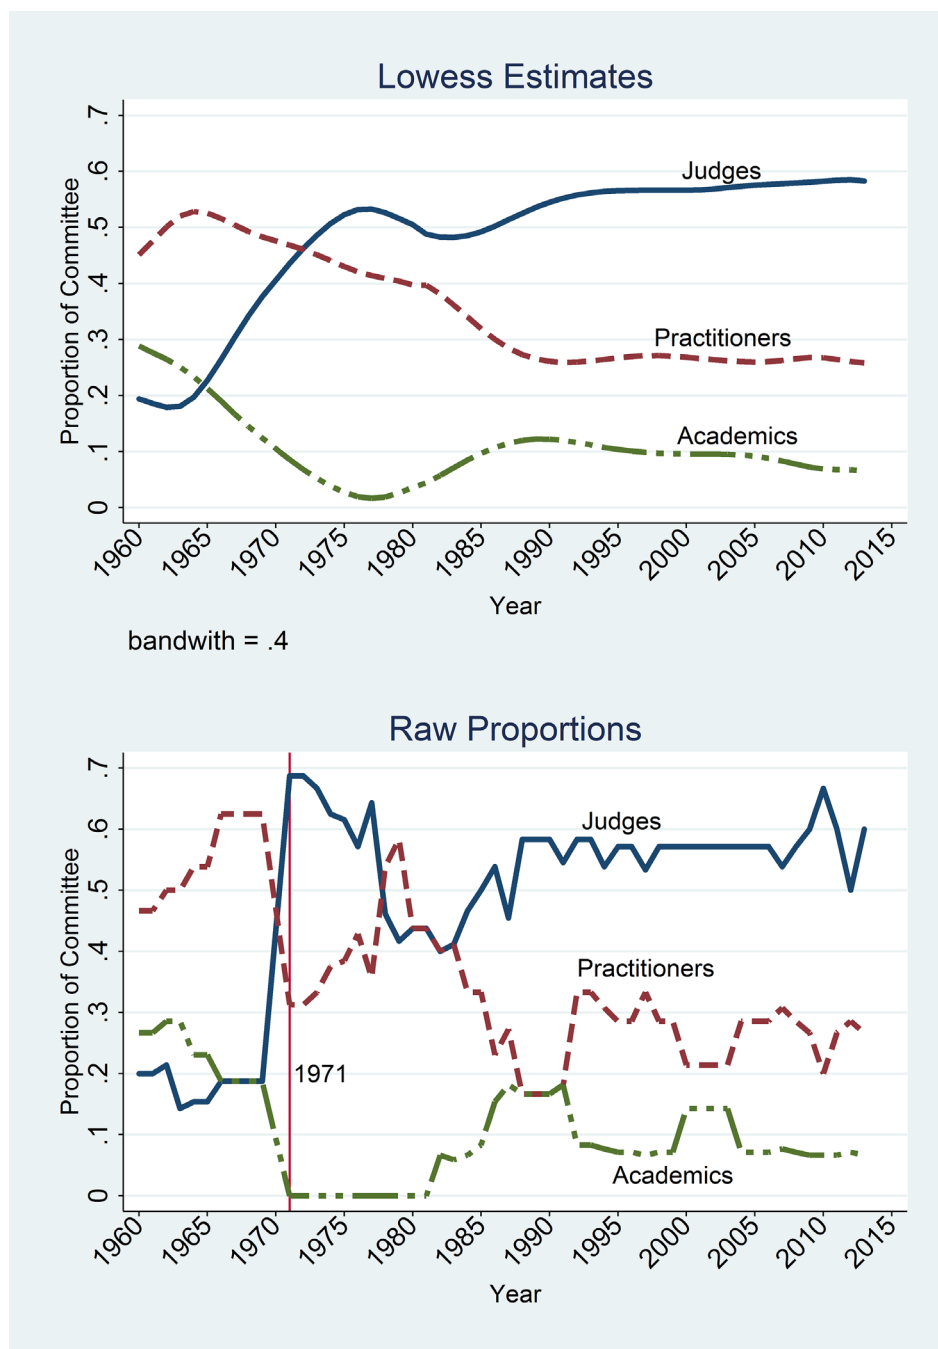 Lowess Estimates
Proportion of Committee
.7
.6
.5
.4
.3
.2
.1
0
Judges
Practitioners
Academics
1960 1965 1970 1975 1980 1985 1990 1995 2000 2005 2010 2015
Year
bandwith = .4
Raw Proportions
Proportion of Committee
.7
.6
.5
.4
.3
.2
.1
0
Judges
Practitioners
1971
Academics
1960 1965 1970 1975 1980 1985 1990 1995 2000 2005 2010 2015
Year